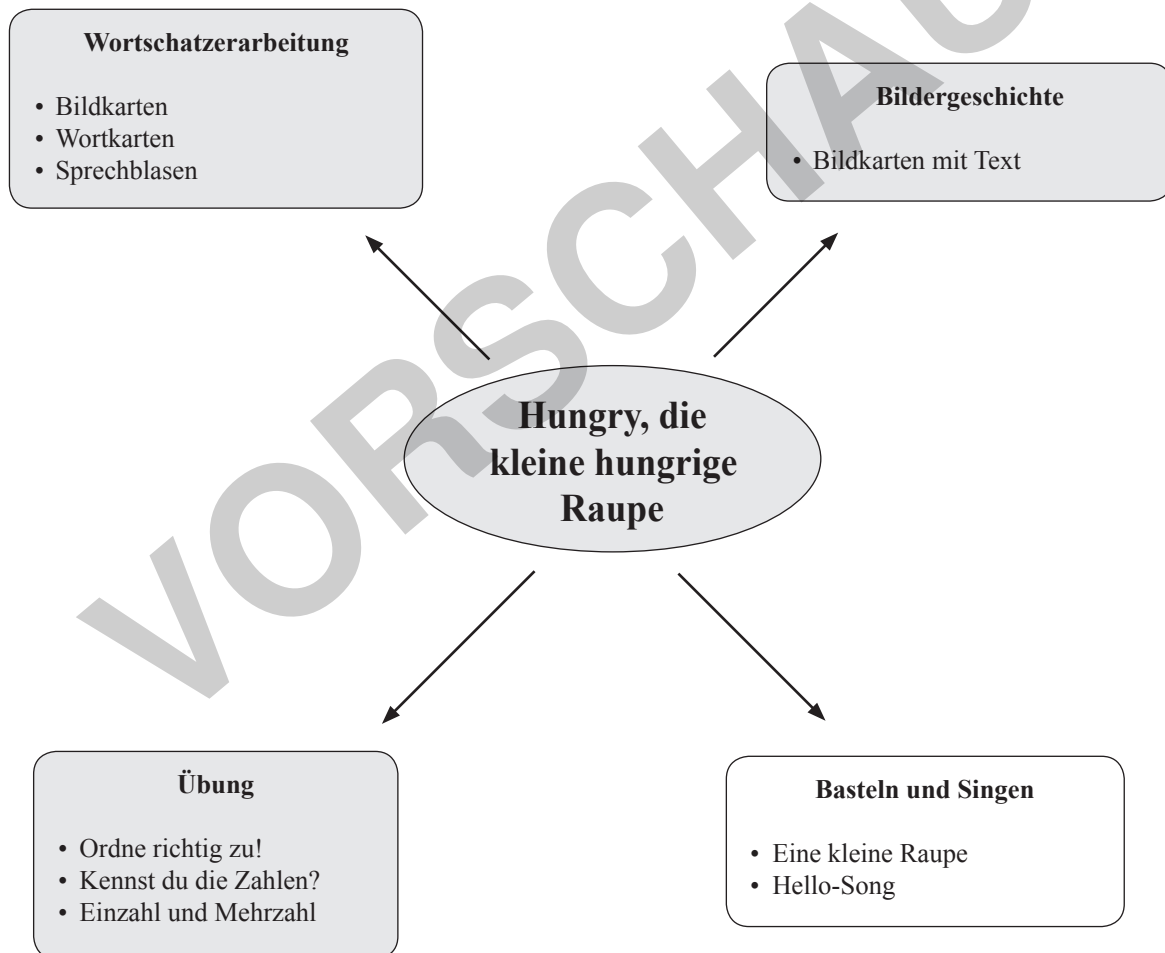 Wortschatzerarbeitung
• Bildkarten
• Wortkarten
• Sprechblasen
Bildergeschichte
• Bildkarten mit Text
Hungry, die
kleine hungrige
Raupe
Übung
• Ordne richtig zu!
• Kennst du die Zahlen?
• Einzahl und Mehrzahl
Basteln und Singen
• Eine kleine Raupe
• Hello-Song
VORSCHAU